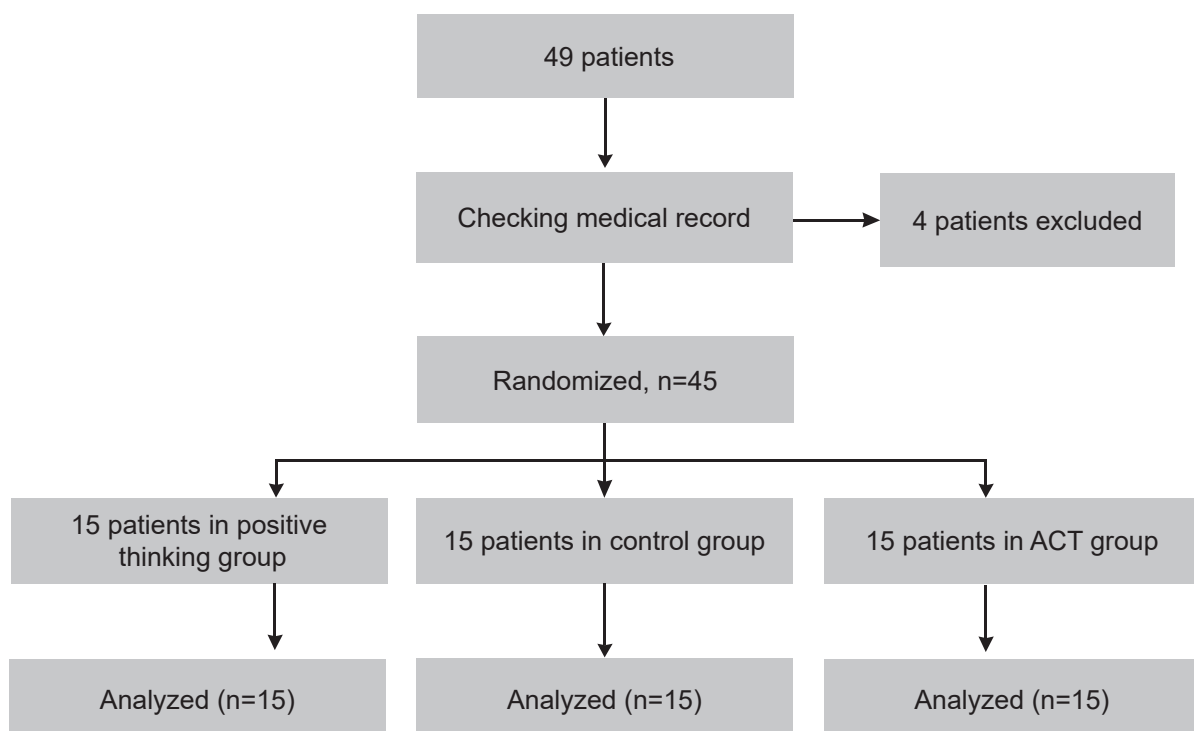 49 patients
Checking medical record
4 patients excluded
Randomized, n=45
15 patients in positive
thinking group
15 patients in control group
15 patients in ACT group
Analyzed (n=15)
Analyzed (n=15)
Analyzed (n=15)